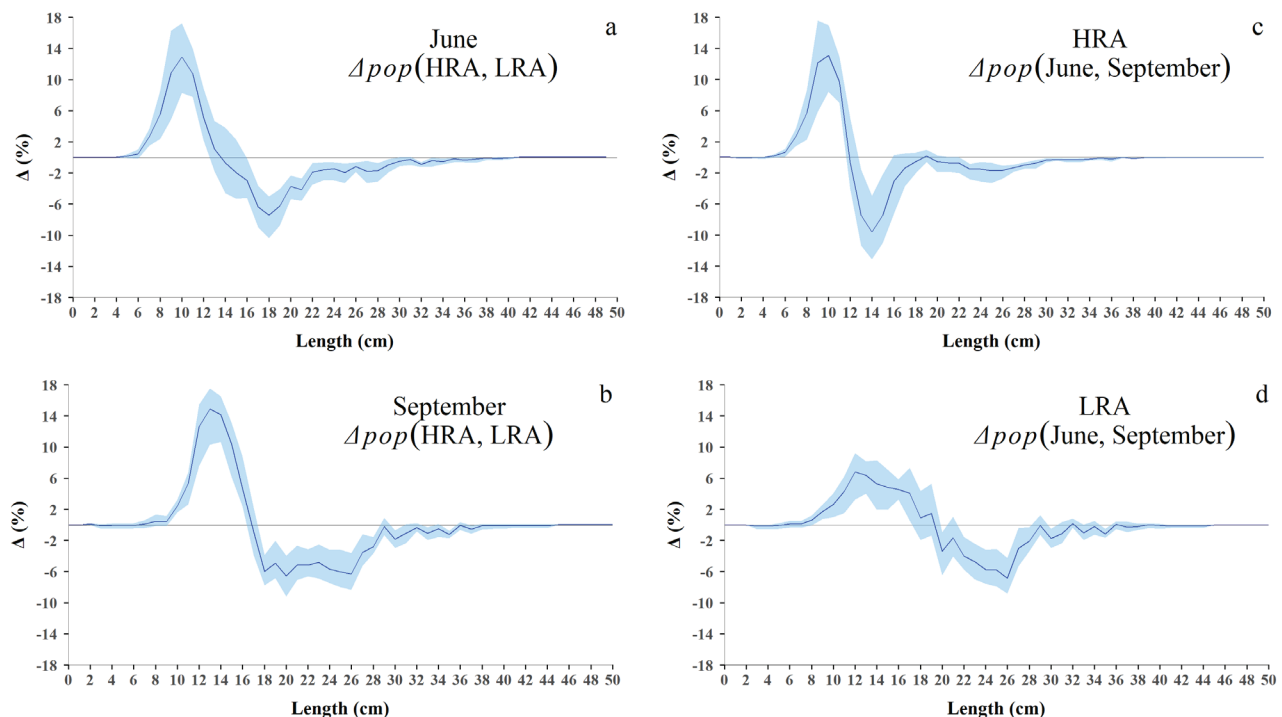 a
June
Δpop(HRA, LRA)
Δ (%)
18
14
10
6
2
-2
-6
-10
-14
-18
0 2 4 6 8 10 12 14 16 18 20 22 24 26 28 30 32 34 36 38 40 42 44 46 48 50
Length (cm)
c
HRA
Δpop(June, September)
Δ (%)
18
14
10
6
2
-2
-6
-10
-14
-18
0 2 4 6 8 10 12 14 16 18 20 22 24 26 28 30 32 34 36 38 40 42 44 46 48 50
Length (cm)
b
September
Δpop(HRA, LRA)
Δ (%)
18
14
10
6
2
-2
-6
-10
-14
-18
0 2 4 6 8 10 12 14 16 18 20 22 24 26 28 30 32 34 36 38 40 42 44 46 48 50
Length (cm)
d
LRA
Δpop(June, September)
Δ (%)
18
14
10
6
2
-2
-6
-10
-14
-18
0 2 4 6 8 10 12 14 16 18 20 22 24 26 28 30 32 34 36 38 40 42 44 46 48 50
Length (cm)